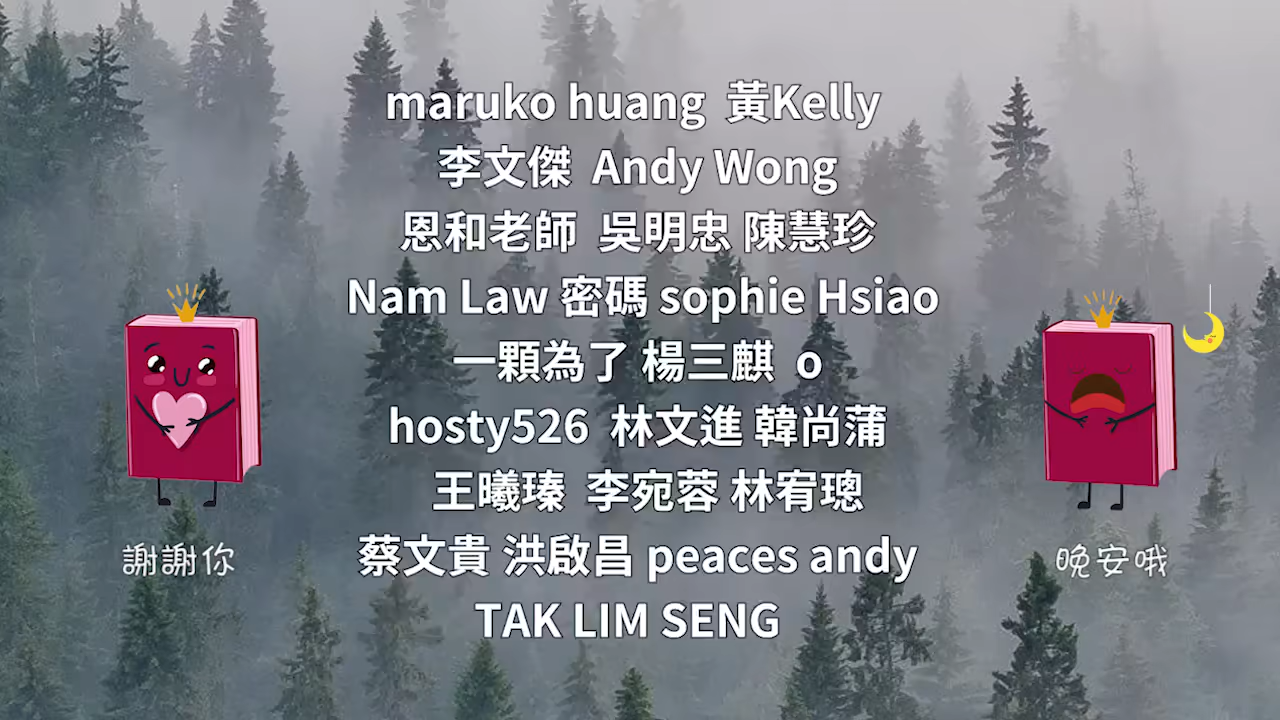 maruko huang 黃Kelly
李文傑 Andy Wong
恩和老師 吳明忠 陳慧珍
Nam Law 密碼 sophie Hsiao
一顆為了 楊三麒 o
hosty526 林文進 韓尚蒲
王曦瑧 李宛蓉 林宥璁
蔡文貴 洪啟昌 peaces andy
TAK LIM SENG
謝謝你
晚安哦